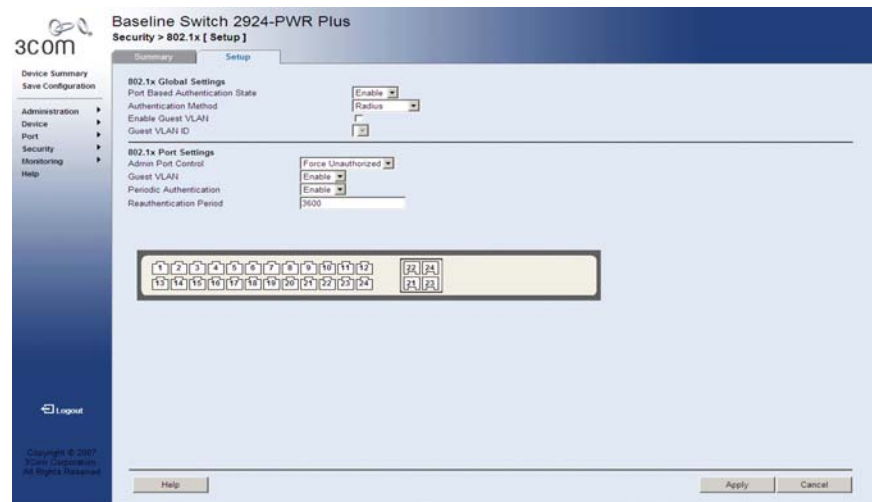 3COM
Baseline Switch 2924-PWR Plus
Security > 802.1x [ Setup ]
Summary Setup
Device Summary
Save Configuration
Administration
Device
Port
Security
Monitoring
Help
802.1x Global Settings
Port Based Authentication State Enable
Authentication Method Radius
Enable Guest VLAN
Guest VLAN ID
802.1x Port Settings
Admin Port Control Force Unauthorized
Guest VLAN Enable
Periodic Authentication Enable
Reauthentication Period 3600
1 2 3 4 5 6 7 8 9 10 11 12 22 24
13 14 15 16 17 18 19 20 21 22 23 24 21 23
Logout
Copyright © 2007
3Com Corporation
All Rights Reserved
Help Apply Cancel